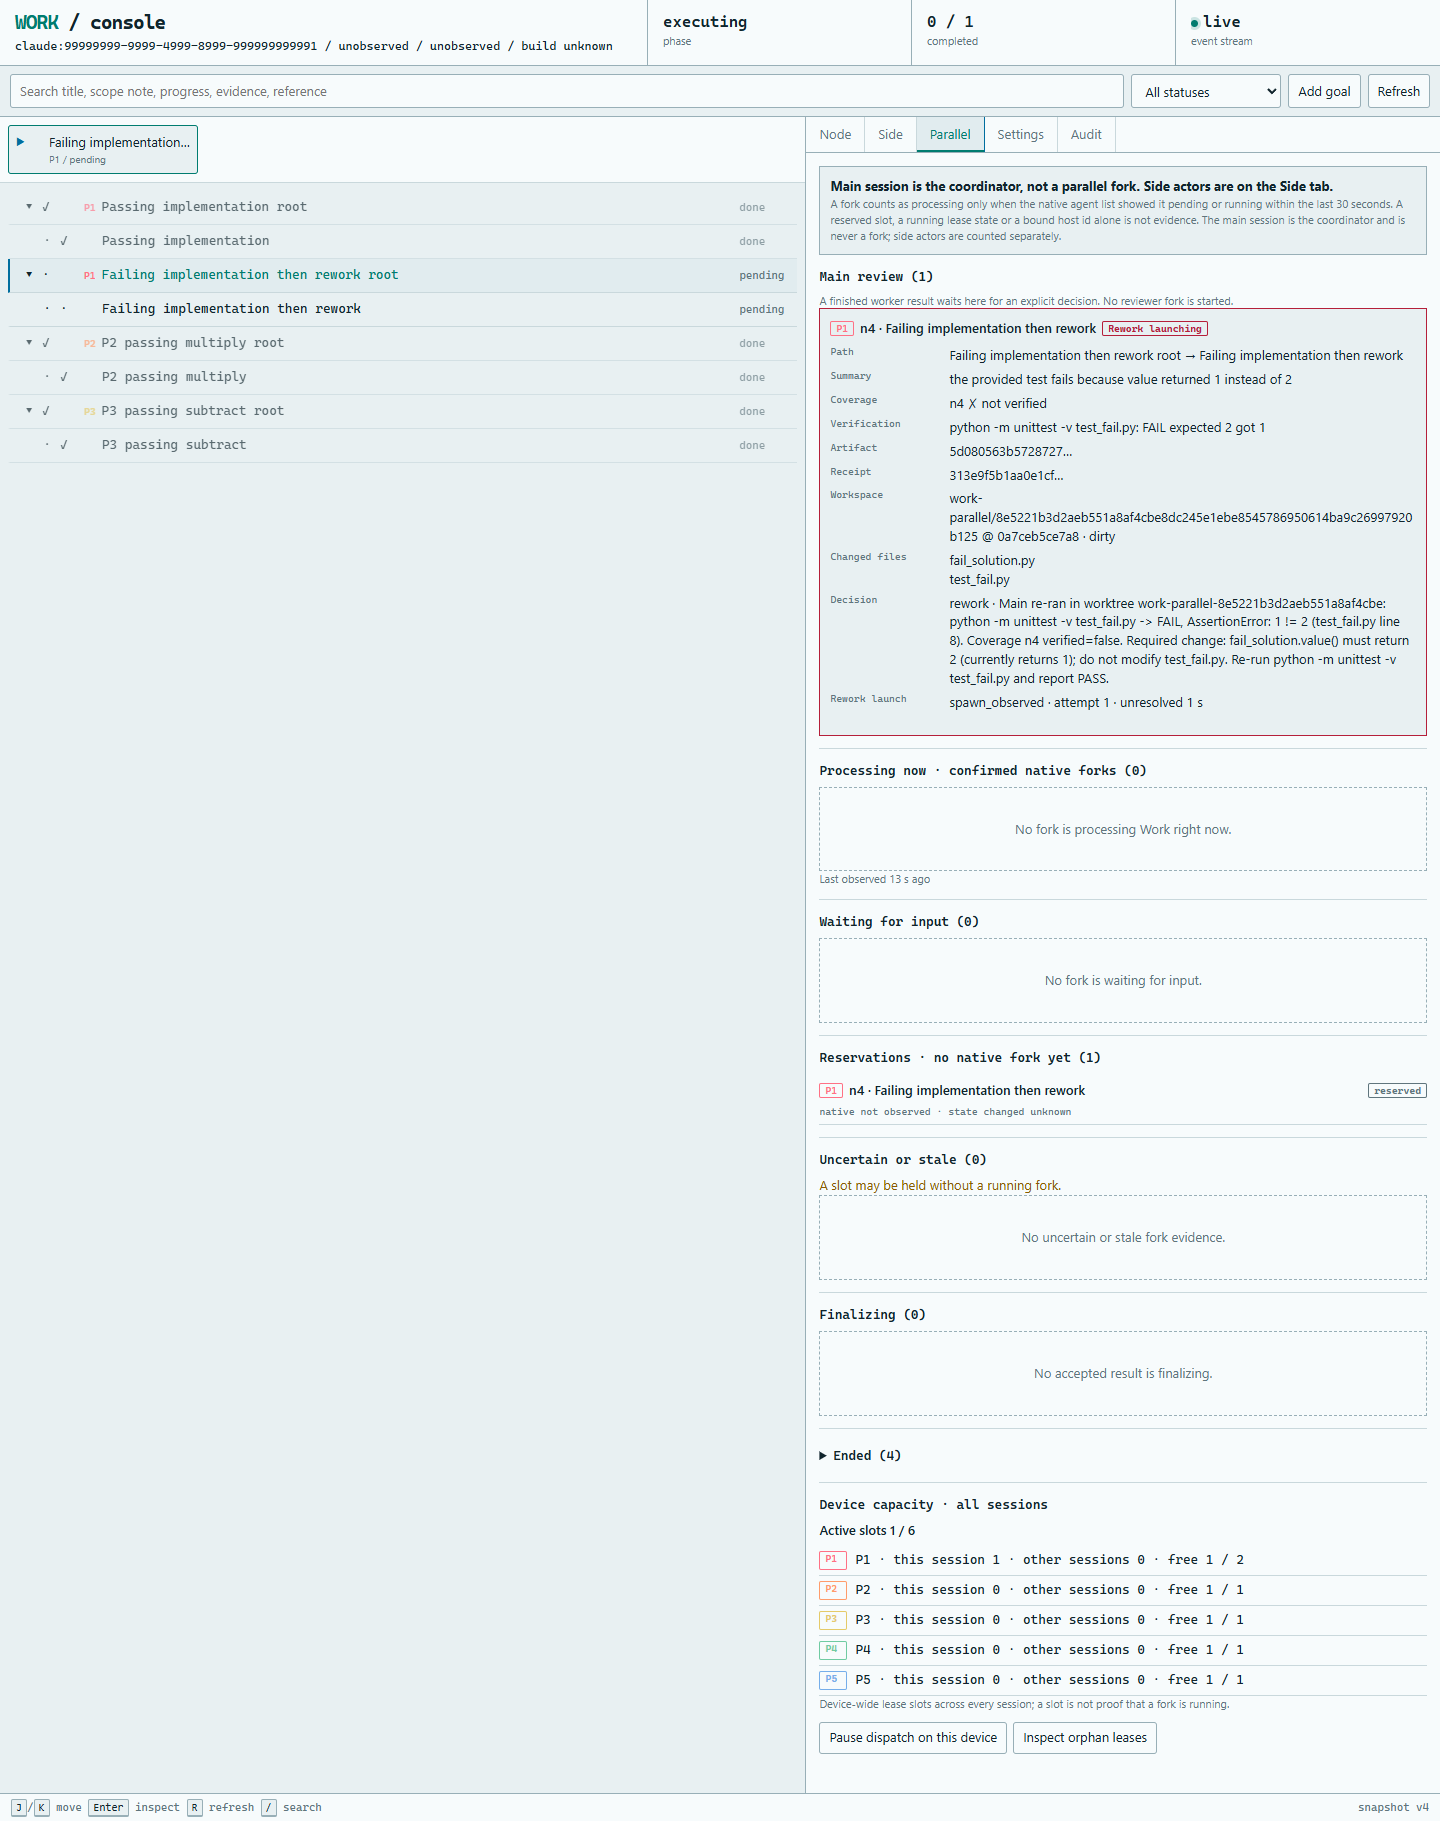 WORK / console
claude:99999999-9999-4999-8999-999999999991 / unobserved / unobserved / build unknown
executing
phase
0 / 1
completed
live
event stream
Search title, scope note, progress, evidence, reference
All statuses
Add goal
Refresh
▶ Failing implementation...
P1 / pending
▾ ✓ P1 Passing implementation root done
· ✓ Passing implementation done
▾ · P1 Failing implementation then rework root pending
· · Failing implementation then rework pending
▾ ✓ P2 P2 passing multiply root done
· ✓ P2 passing multiply done
▾ ✓ P3 P3 passing subtract root done
· ✓ P3 passing subtract done
Node Side Parallel Settings Audit
Main session is the coordinator, not a parallel fork. Side actors are on the Side tab.
A fork counts as processing only when the native agent list showed it pending or running within the last 30 seconds. A
reserved slot, a running lease state or a bound host id alone is not evidence. The main session is the coordinator and is
never a fork; side actors are counted separately.
Main review (1)
A finished worker result waits here for an explicit decision. No reviewer fork is started.
P1 n4 · Failing implementation then rework Rework launching
Path Failing implementation then rework root → Failing implementation then rework
Summary the provided test fails because value returned 1 instead of 2
Coverage n4 ✗ not verified
Verification python -m unittest -v test_fail.py: FAIL expected 2 got 1
Artifact 5d080563b5728727…
Receipt 313e9f5b1aa0e1cf…
Workspace work-
parallel/8e5221b3d2aeb551a8af4cbe8dc245e1ebe8545786950614ba9c26997920
b125 @ 0a7ceb5ce7a8 · dirty
Changed files fail_solution.py
test_fail.py
Decision rework · Main re-ran in worktree work-parallel-8e5221b3d2aeb551a8af4cbe:
python -m unittest -v test_fail.py -> FAIL, AssertionError: 1 != 2 (test_fail.py line
8). Coverage n4 verified=false. Required change: fail_solution.value() must return
2 (currently returns 1); do not modify test_fail.py. Re-run python -m unittest -v
test_fail.py and report PASS.
Rework launch spawn_observed · attempt 1 · unresolved 1 s
Processing now · confirmed native forks (0)
No fork is processing Work right now.
Last observed 13 s ago
Waiting for input (0)
No fork is waiting for input.
Reservations · no native fork yet (1)
P1 n4 · Failing implementation then rework reserved
native not observed · state changed unknown
Uncertain or stale (0)
A slot may be held without a running fork.
No uncertain or stale fork evidence.
Finalizing (0)
No accepted result is finalizing.
▶ Ended (4)
Device capacity · all sessions
Active slots 1 / 6
P1 P1 · this session 1 · other sessions 0 · free 1 / 2
P2 P2 · this session 0 · other sessions 0 · free 1 / 1
P3 P3 · this session 0 · other sessions 0 · free 1 / 1
P4 P4 · this session 0 · other sessions 0 · free 1 / 1
P5 P5 · this session 0 · other sessions 0 · free 1 / 1
Device-wide lease slots across every session; a slot is not proof that a fork is running.
Pause dispatch on this device
Inspect orphan leases
J/K move Enter inspect R refresh / search
snapshot v4